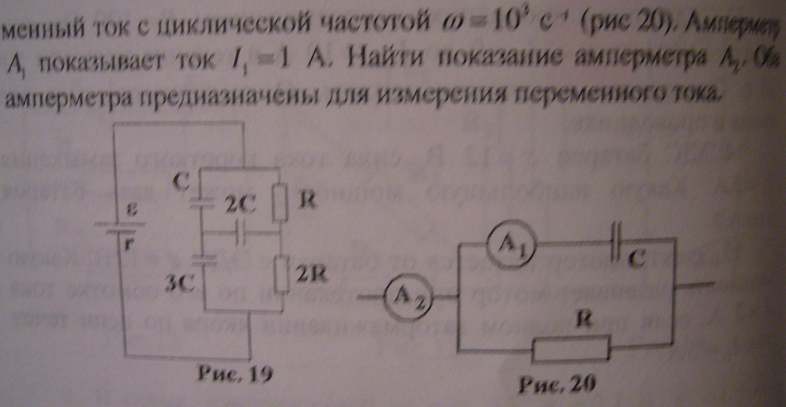 менный ток с циклической частотой ω = 10³ с⁻¹ (рис 20). Амперметр
A₁ показывает ток I₁ = 1 А. Найти показание амперметра A₂. Оба
амперметра предназначены для измерения переменного тока.
C
2C
R
ε
r
3C
2R
A₁
C
A₂
R
Рис. 19
Рис. 20